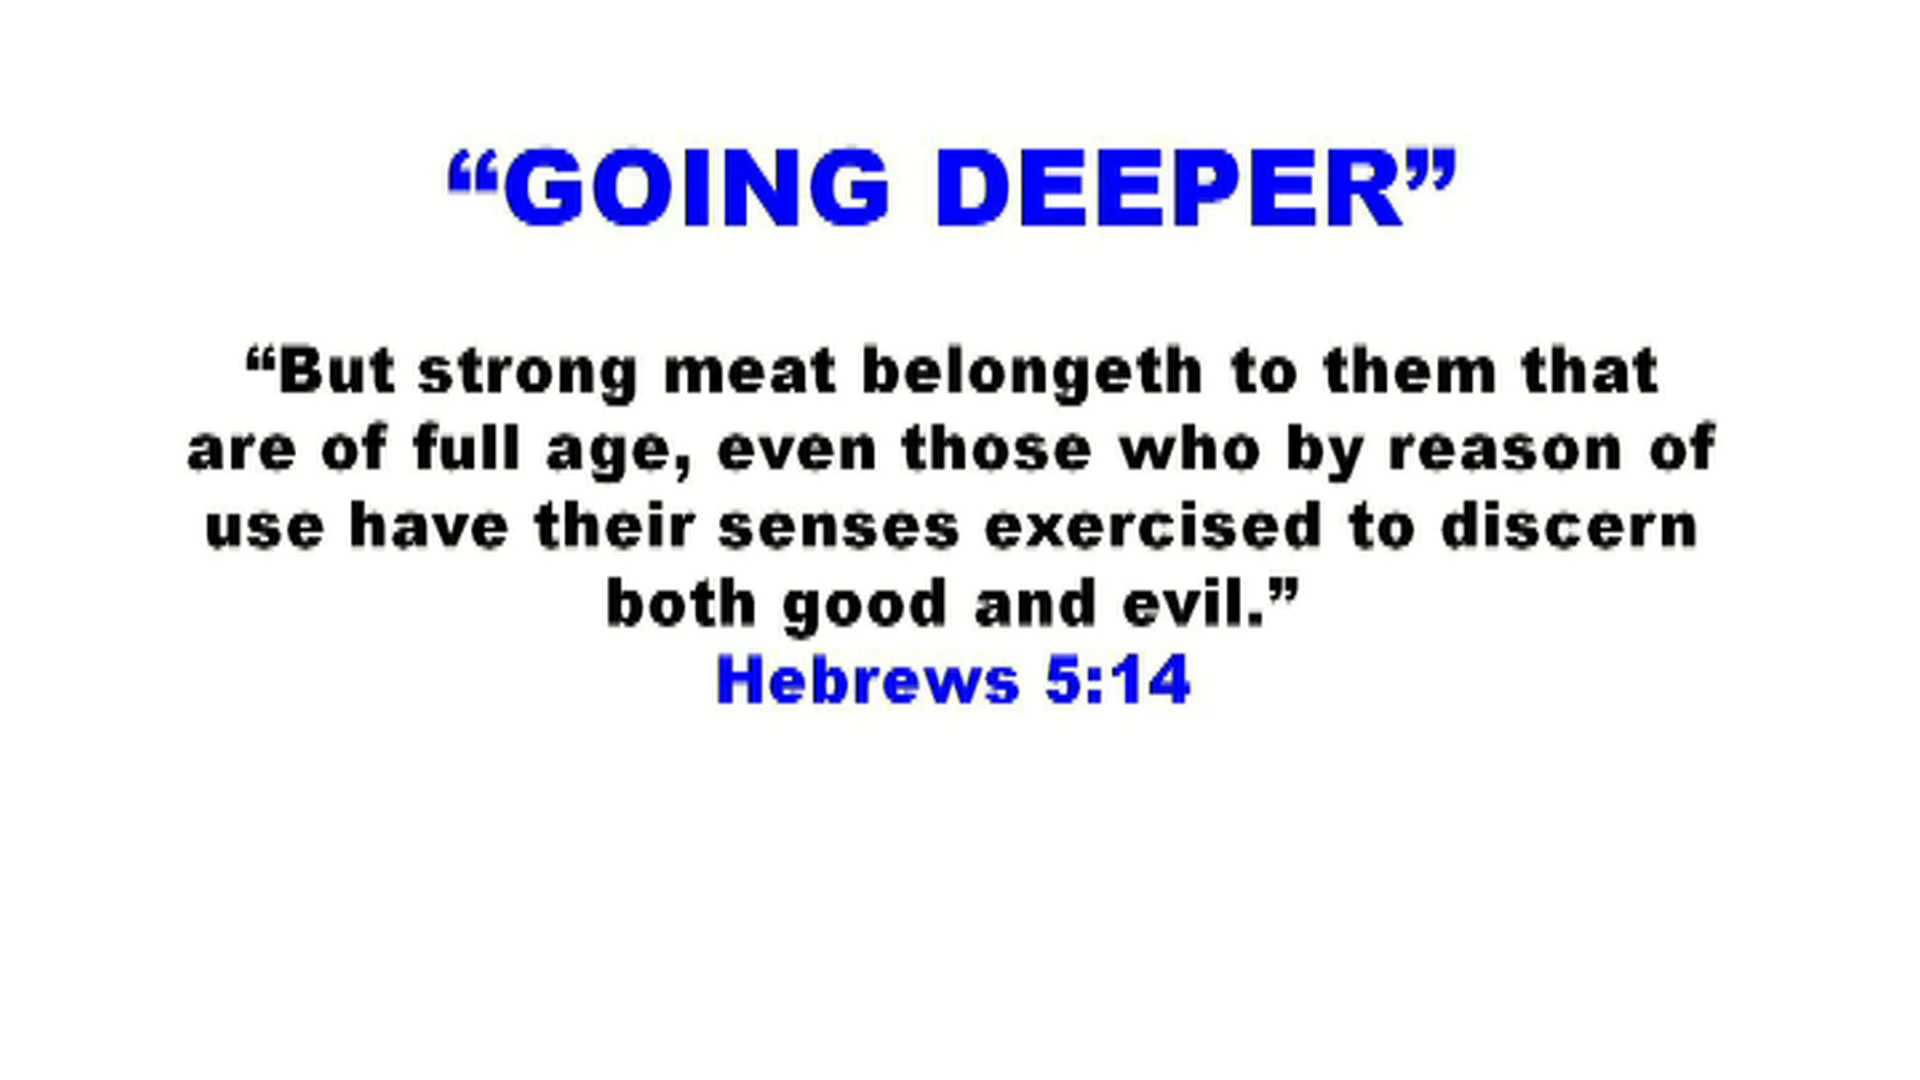 “GOING DEEPER”
“But strong meat belongeth to them that
are of full age, even those who by reason of
use have their senses exercised to discern
both good and evil.”
Hebrews 5:14